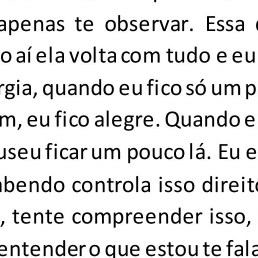 apenas te observar. Essa
o aí ela volta com tudo e eu
rgia, quando eu fico só um p
m, eu fico alegre. Quando e
useu ficar um pouco lá. Eu e
abendo controla isso direit
, tente compreender isso,
entender o que estou te fala